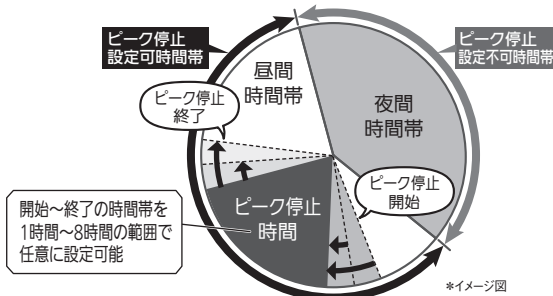 ピーク停止
設定可時間帯
ピーク停止
設定不可時間帯
昼間
時間帯
夜間
時間帯
ピーク停止
終了
ピーク停止
開始
ピーク停止
時間
開始～終了の時間帯を
1時間～8時間の範囲で
任意に設定可能
*イメージ図